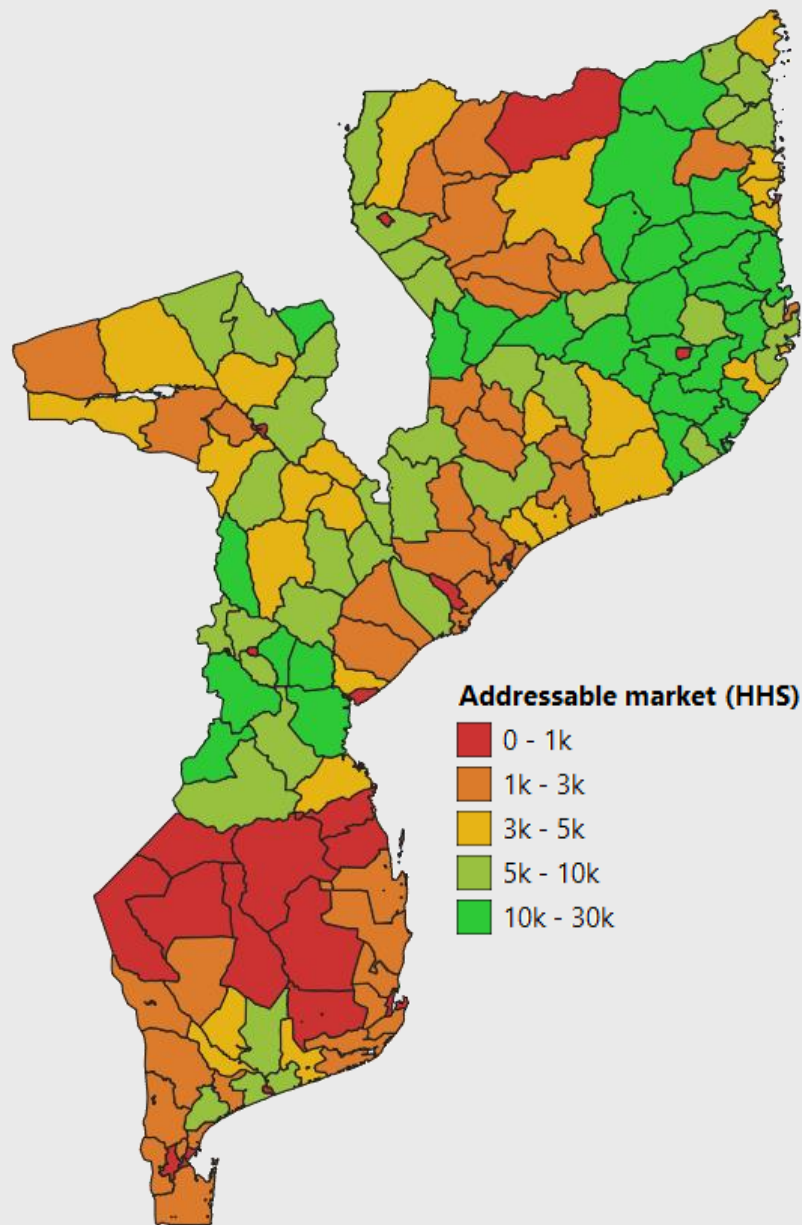 Addressable market (HHS)
0 - 1k
1k - 3k
3k - 5k
5k - 10k
10k - 30k